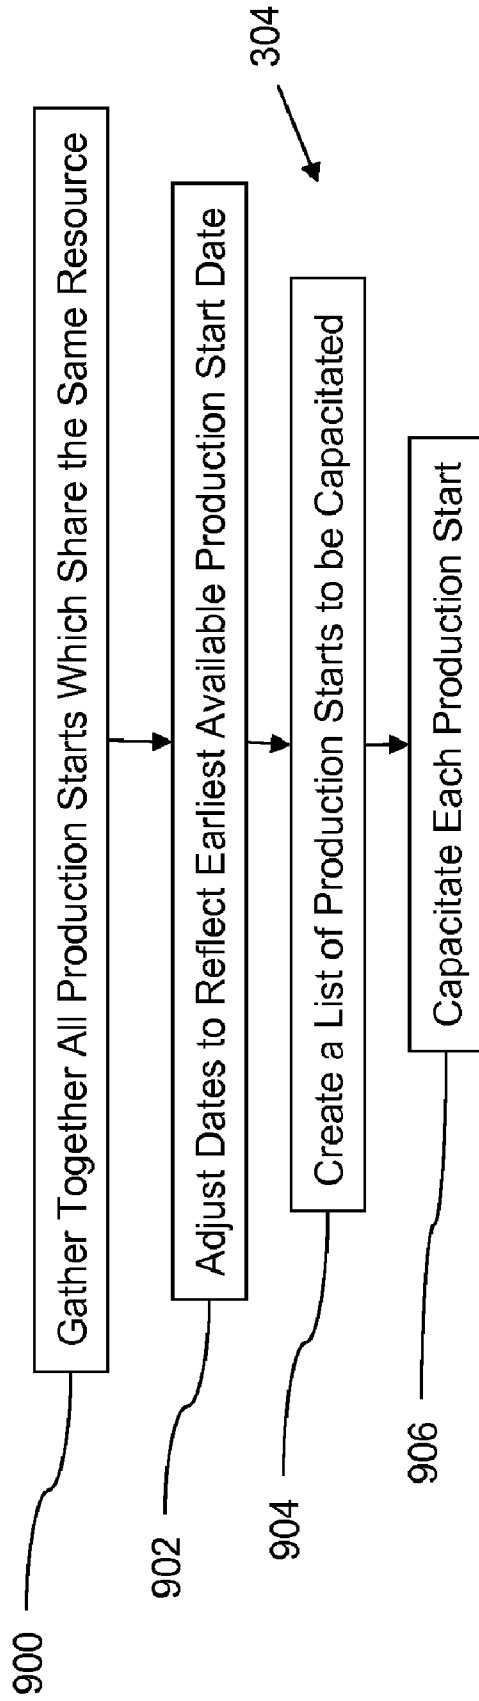 304
900
Gather Together All Production Starts Which Share the Same Resource
902
Adjust Dates to Reflect Earliest Available Production Start Date
904
Create a List of Production Starts to be Capacitated
906
Capacitate Each Production Start